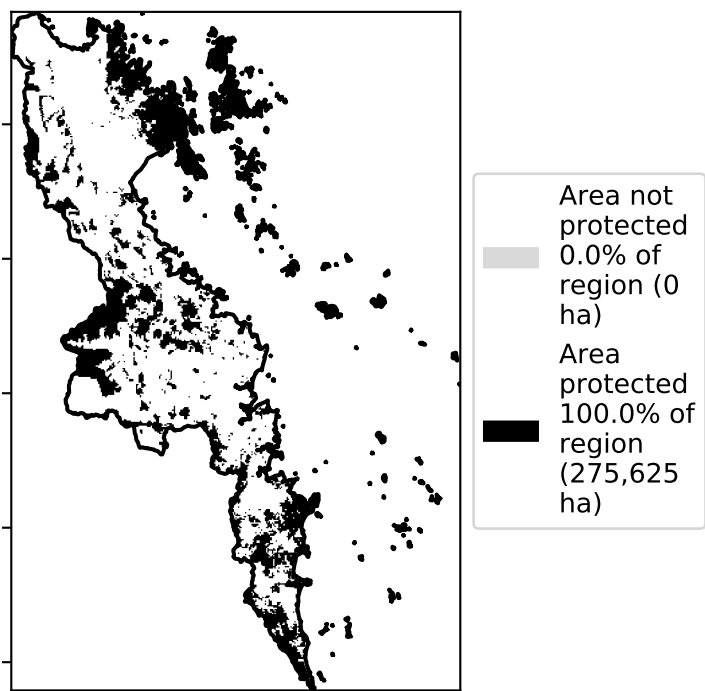 Area not
protected
0.0% of
region (0
ha)
Area
protected
100.0% of
region
(275,625
ha)